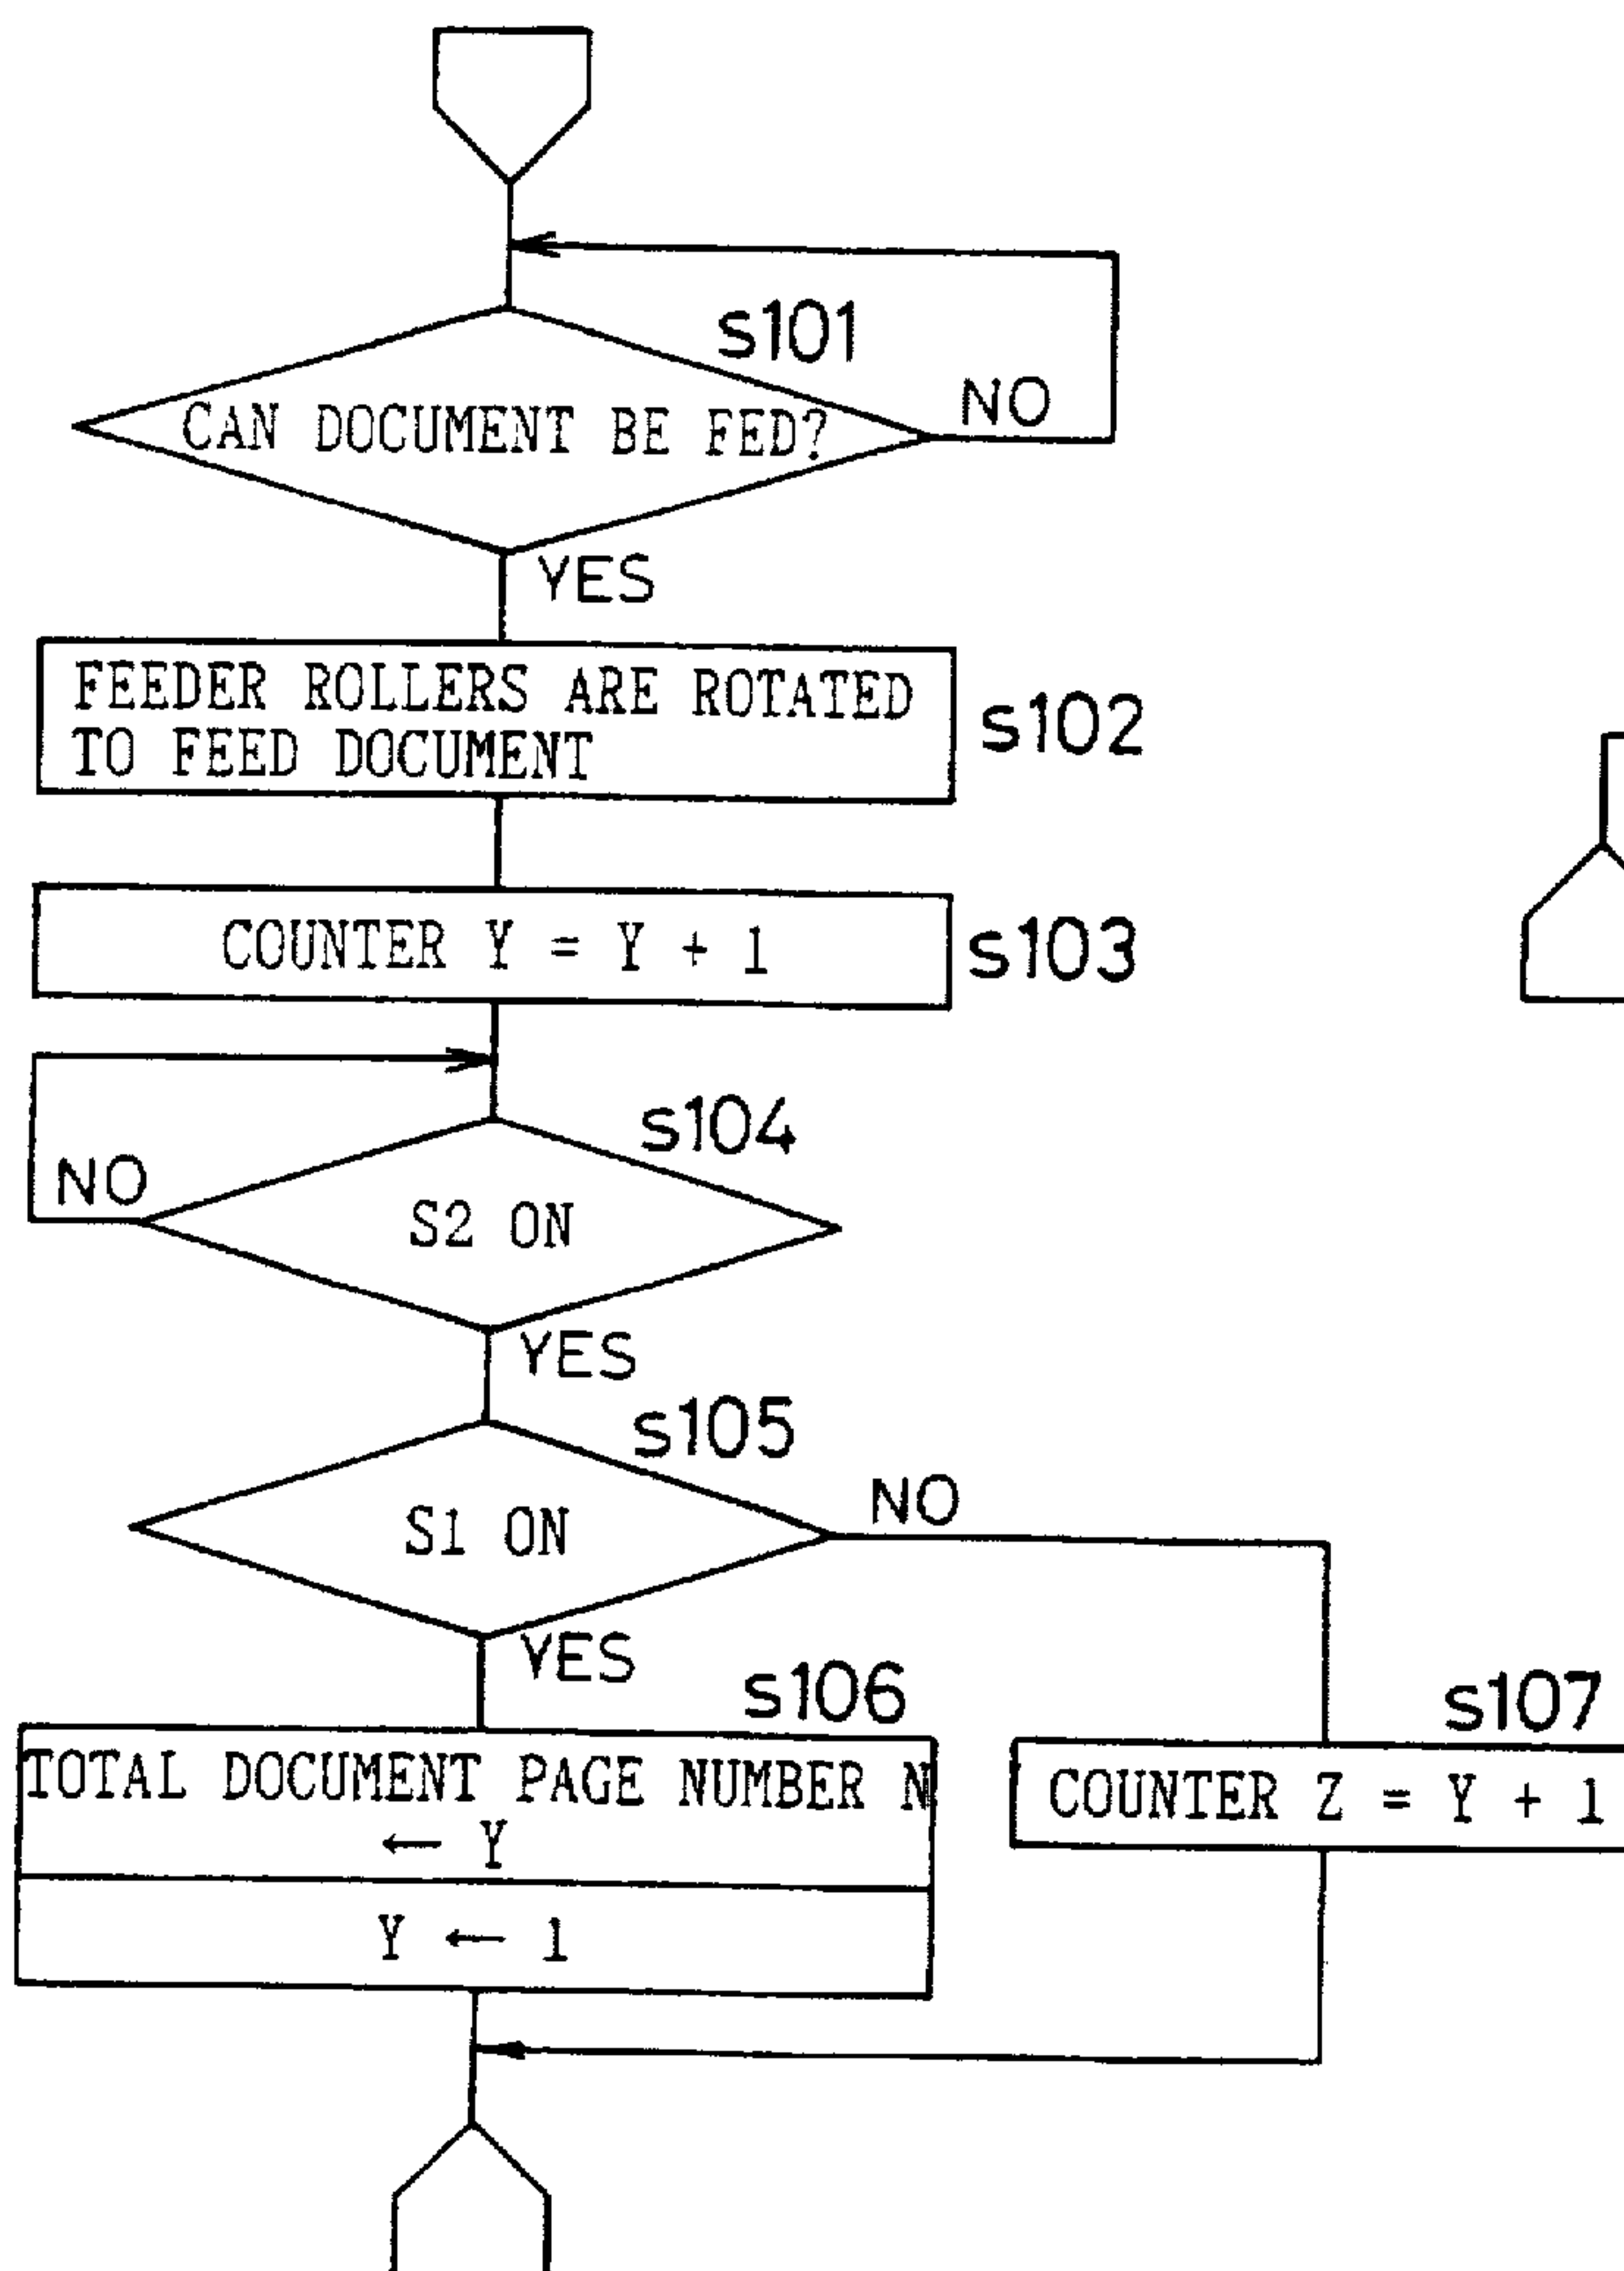 s101
CAN DOCUMENT BE FED?
NO
YES
FEEDER ROLLERS ARE ROTATED
TO FEED DOCUMENT
s102
COUNTER Y = Y + 1
s103
s104
NO
S2 ON
YES
s105
S1 ON
NO
YES
s106
TOTAL DOCUMENT PAGE NUMBER N
← Y
Y ← 1
s107
COUNTER Z = Y + 1